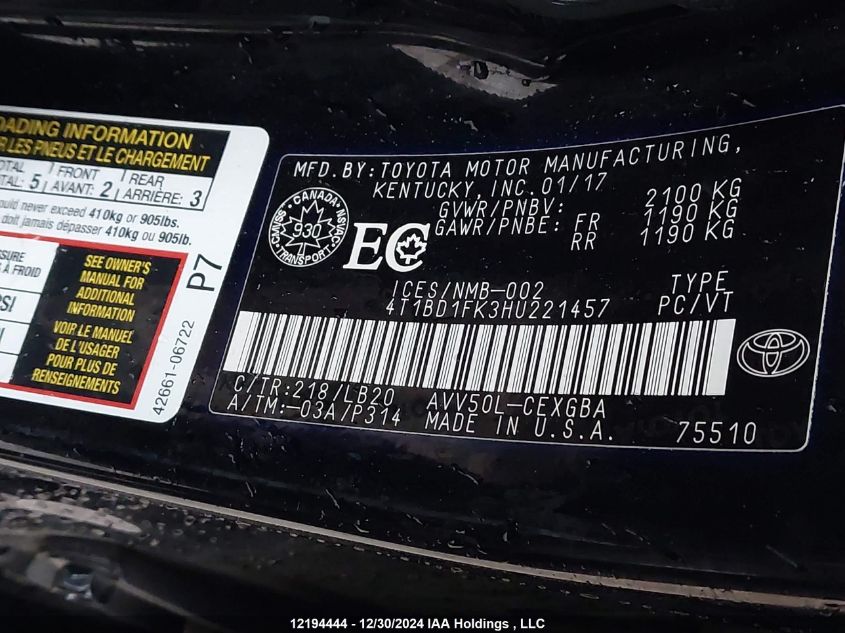 LOADING INFORMATION
R LES PNEUS ET LE CHARGEMENT
TOTAL FRONT REAR
TOTAL: 5 AVANT: 2 ARRIÈRE: 3
should never exceed 410kg or 905lbs.
doit jamais dépasser 410kg ou 905lb.
À FROID
SEE OWNER'S
MANUAL FOR
ADDITIONAL
INFORMATION
VOIR LE MANUEL
DE L'USAGER
POUR PLUS DE
RENSEIGNEMENTS
P7
42661-06722
MFD. BY: TOYOTA MOTOR MANUFACTURING,
KENTUCKY, INC. 01/17
GVWR/PNBV: 2100 KG
GAWR/PNBE: FR 1190 KG
RR 1190 KG
CANADA
CMVSS NSVAC
930
TRANSPORT
EC
ICES/NMB-002
4T1BD1FK3HU221457
TYPE
PC/VT
C/TR:218/LB20 AVV50L-CEXGBA
A/TM:-03A/P314 MADE IN U.S.A. 75510
12194444 - 12/30/2024 IAA Holdings , LLC